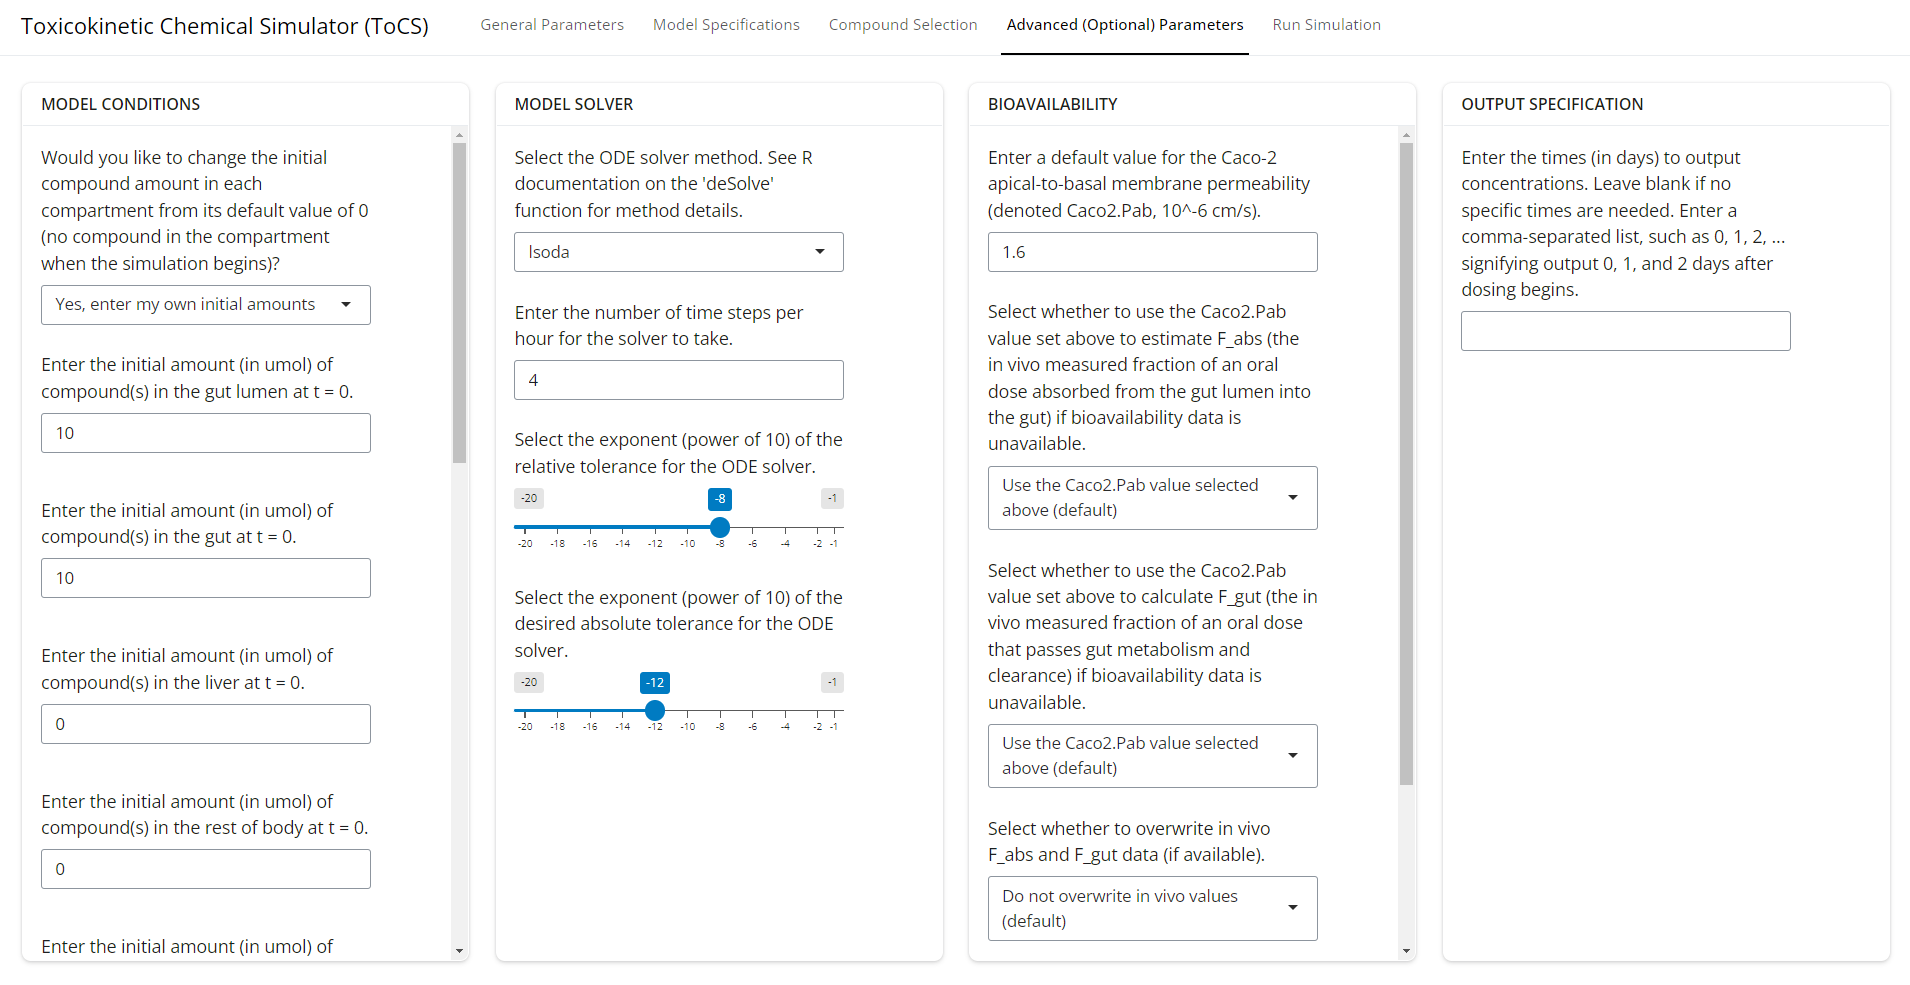 Toxicokinetic Chemical Simulator (ToCS)
General Parameters
Model Specifications
Compound Selection
Advanced (Optional) Parameters
Run Simulation
MODEL CONDITIONS
Would you like to change the initial
compound amount in each
compartment from its default value of 0
(no compound in the compartment
when the simulation begins)?
Yes, enter my own initial amounts
Enter the initial amount (in umol) of
compound(s) in the gut lumen at t = 0.
10
Enter the initial amount (in umol) of
compound(s) in the gut at t = 0.
10
Enter the initial amount (in umol) of
compound(s) in the liver at t = 0.
0
Enter the initial amount (in umol) of
compound(s) in the rest of body at t = 0.
0
Enter the initial amount (in umol) of
MODEL SOLVER
Select the ODE solver method. See R
documentation on the 'deSolve'
function for method details.
lsoda
Enter the number of time steps per
hour for the solver to take.
4
Select the exponent (power of 10) of the
relative tolerance for the ODE solver.
-20 -8 -1
-20 -18 -16 -14 -12 -10 -8 -6 -4 -2 -1
Select the exponent (power of 10) of the
desired absolute tolerance for the ODE
solver.
-20 -12 -1
-20 -18 -16 -14 -12 -10 -8 -6 -4 -2 -1
BIOAVAILABILITY
Enter a default value for the Caco-2
apical-to-basal membrane permeability
(denoted Caco2.Pab, 10^-6 cm/s).
1.6
Select whether to use the Caco2.Pab
value set above to estimate F_abs (the
in vivo measured fraction of an oral
dose absorbed from the gut lumen into
the gut) if bioavailability data is
unavailable.
Use the Caco2.Pab value selected
above (default)
Select whether to use the Caco2.Pab
value set above to calculate F_gut (the in
vivo measured fraction of an oral dose
that passes gut metabolism and
clearance) if bioavailability data is
unavailable.
Use the Caco2.Pab value selected
above (default)
Select whether to overwrite in vivo
F_abs and F_gut data (if available).
Do not overwrite in vivo values
(default)
OUTPUT SPECIFICATION
Enter the times (in days) to output
concentrations. Leave blank if no
specific times are needed. Enter a
comma-separated list, such as 0, 1, 2, ...
signifying output 0, 1, and 2 days after
dosing begins.